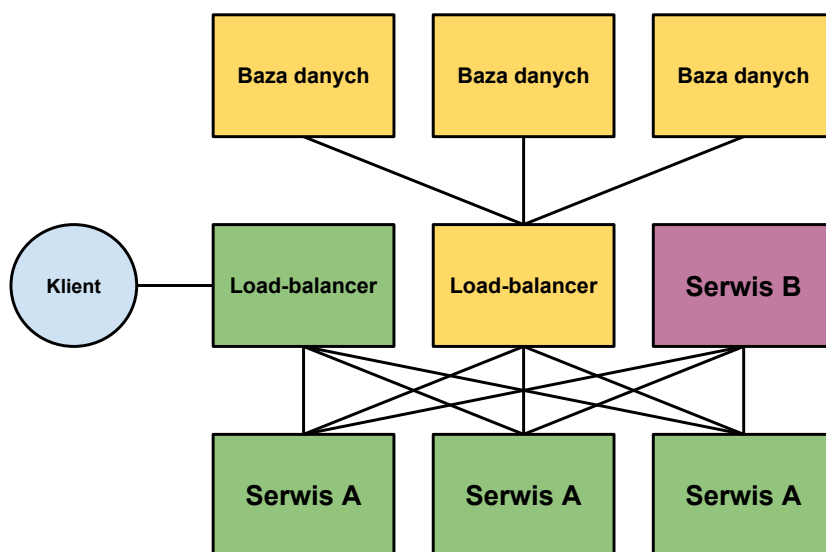 Baza danych
Baza danych
Baza danych
Klient
Load-balancer
Load-balancer
Serwis B
Serwis A
Serwis A
Serwis A